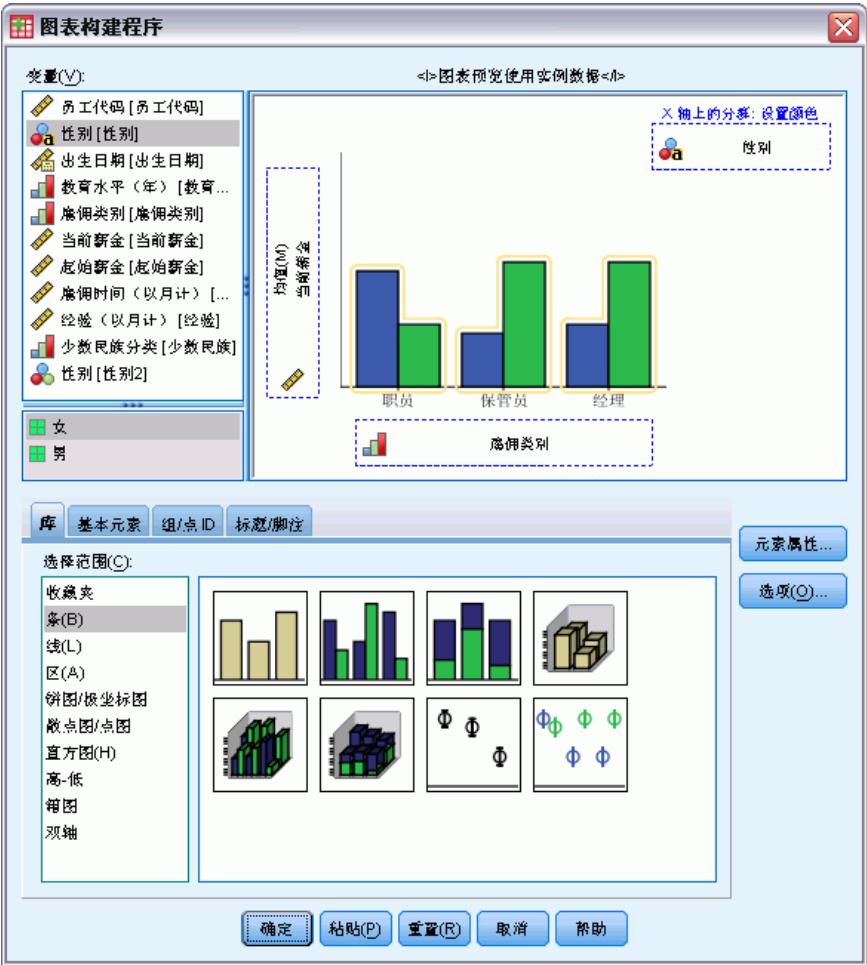 图表构建程序
变量(V):
<I>图表预览使用实例数据</I>
员工代码 [员工代码]
性别 [性别]
出生日期 [出生日期]
教育水平（年） [教育...
雇佣类别 [雇佣类别]
当前薪金 [当前薪金]
起始薪金 [起始薪金]
雇佣时间（以月计） [...
经验（以月计） [经验]
少数民族分类 [少数民族]
性别 [性别2]
女
男
X 轴上的分群: 设置颜色
性别
均值(M)
当前薪金
职员
保管员
经理
雇佣类别
库
基本元素
组/点 ID
标题/脚注
选择范围(C):
收藏夹
条(B)
线(L)
区(A)
饼图/极坐标图
散点图/点图
直方图(H)
高-低
箱图
双轴
元素属性...
选项(O)...
确定
粘贴(P)
重置(R)
取消
帮助